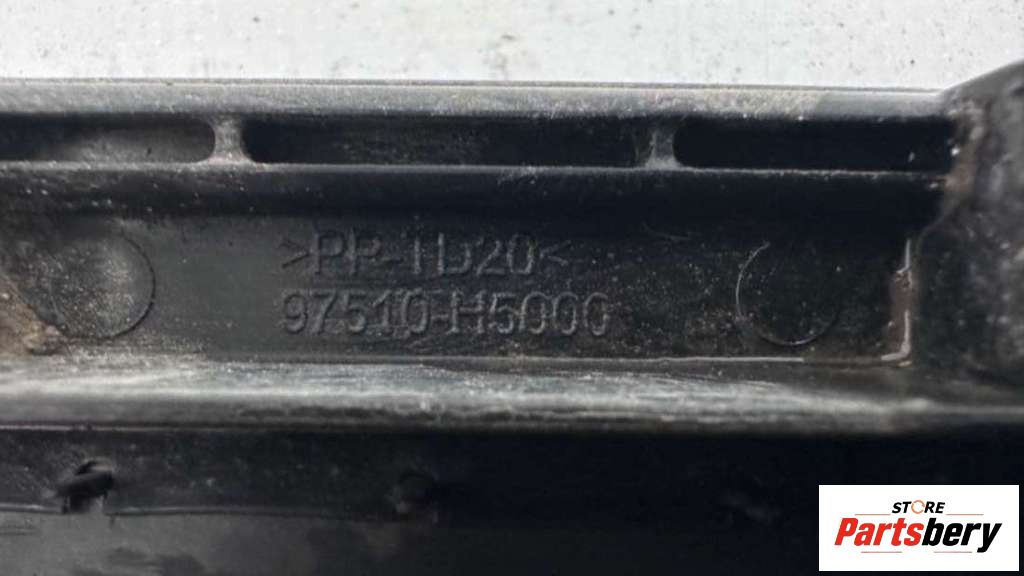 >PP-TD20<
97510-H5000
STORE
Partsbery